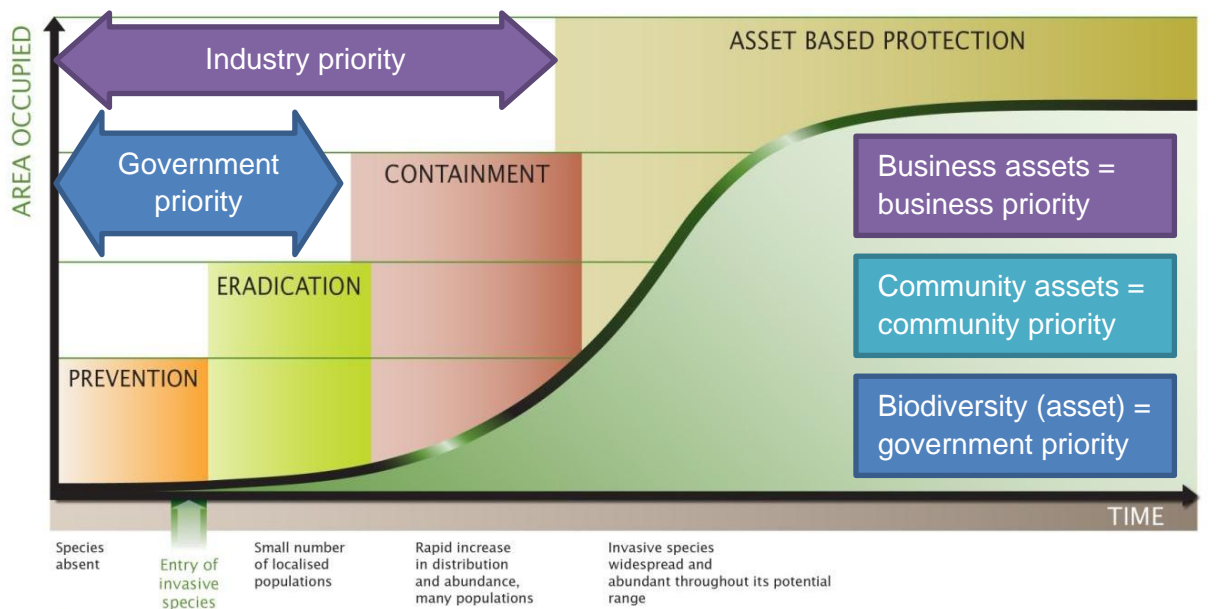 AREA OCCUPIED
Industry priority
ASSET BASED PROTECTION
Government
priority
CONTAINMENT
ERADICATION
PREVENTION
Business assets =
business priority
Community assets =
community priority
Biodiversity (asset) =
government priority
TIME
Species
absent
Entry of
invasive
species
Small number
of localised
populations
Rapid increase
in distribution
and abundance,
many populations
Invasive species
widespread and
abundant throughout its potential
range